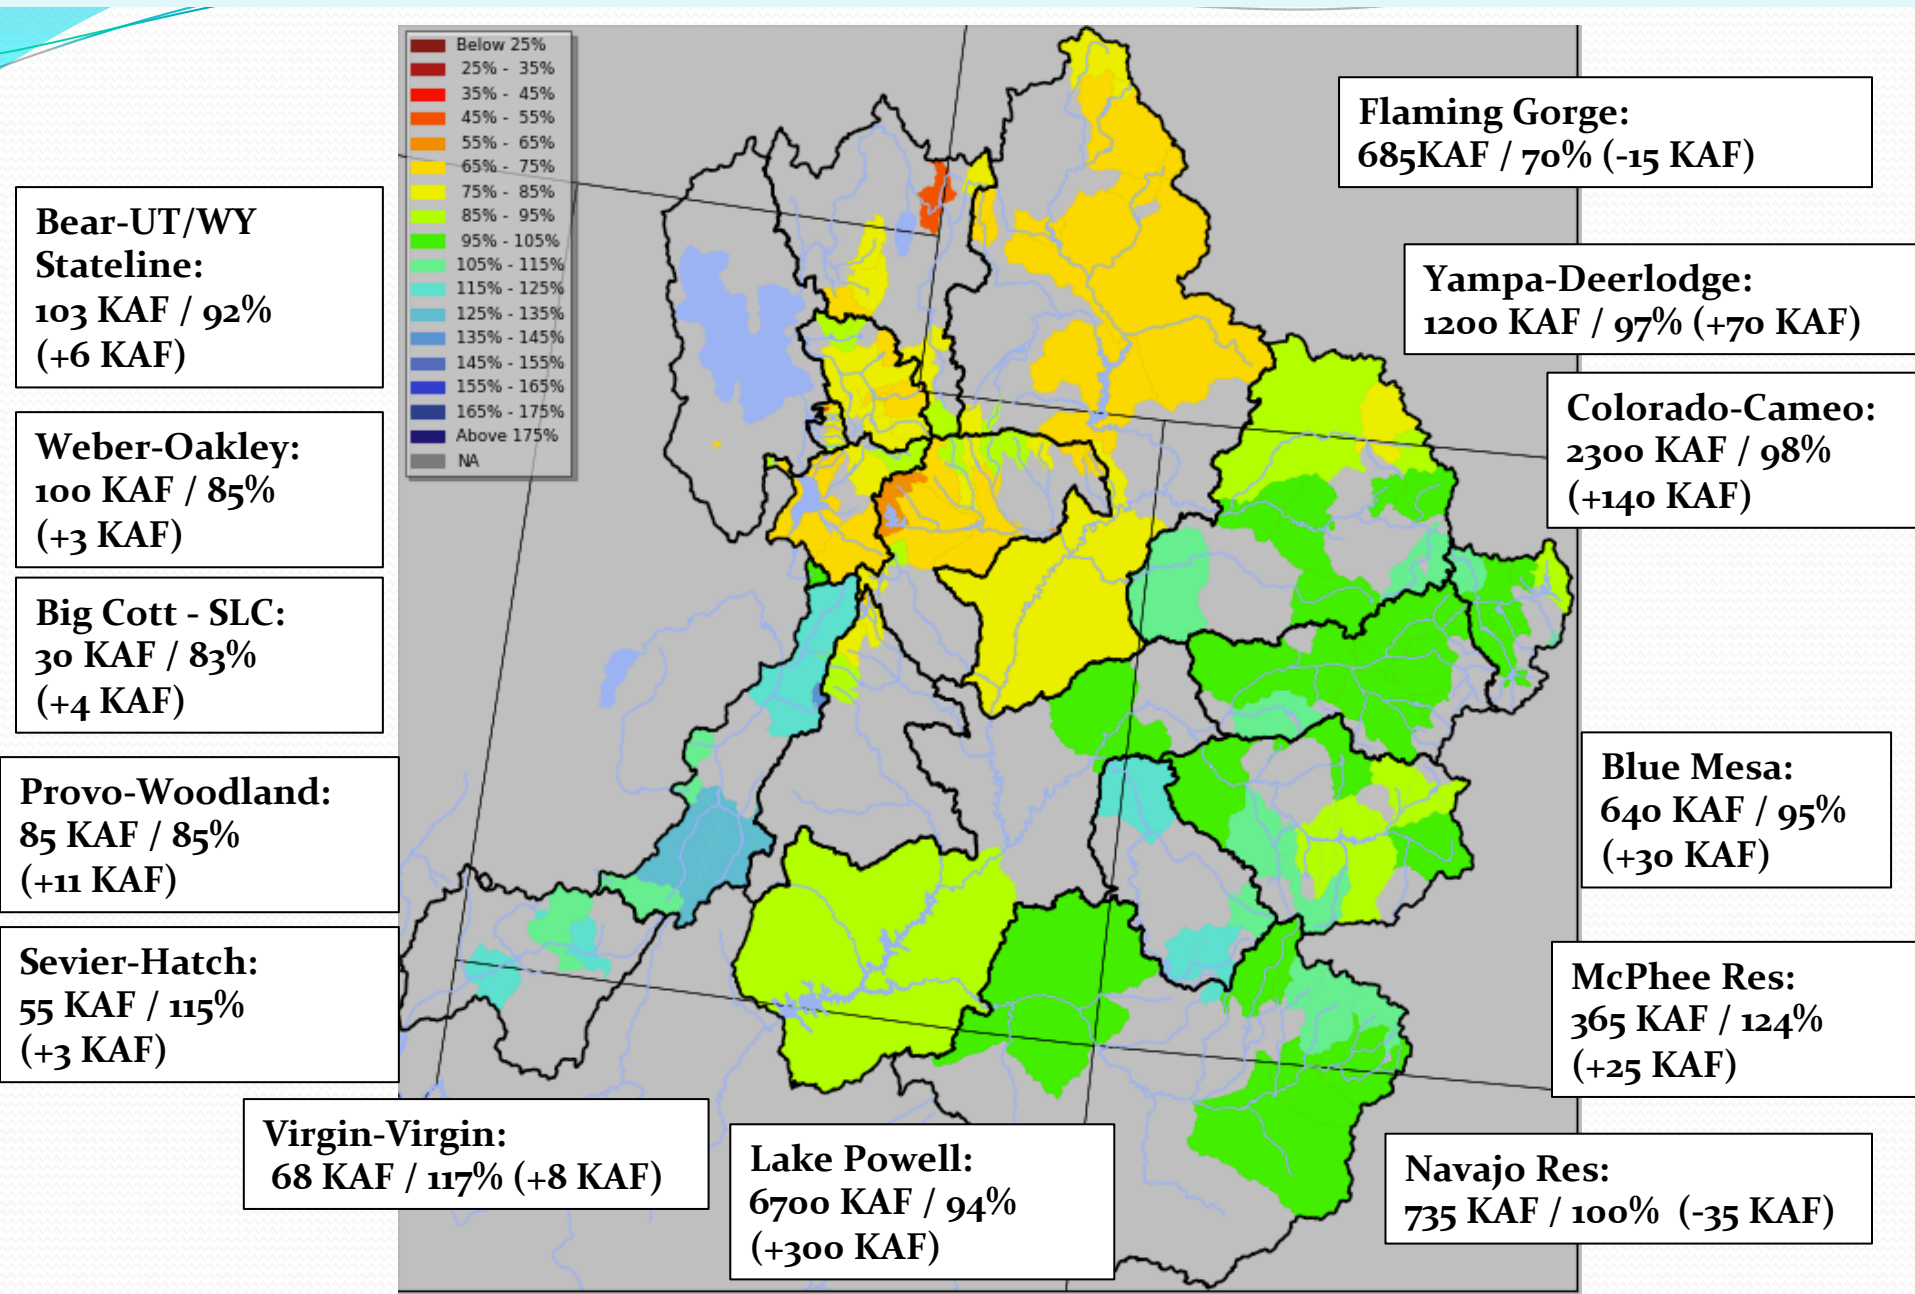 Below 25%
25% - 35%
35% - 45%
45% - 55%
55% - 65%
65% - 75%
75% - 85%
85% - 95%
95% - 105%
105% - 115%
115% - 125%
125% - 135%
135% - 145%
145% - 155%
155% - 165%
165% - 175%
Above 175%
NA
Flaming Gorge:
685KAF / 70% (-15 KAF)
Bear-UT/WY
Stateline:
103 KAF / 92%
(+6 KAF)
Yampa-Deerlodge:
1200 KAF / 97% (+70 KAF)
Colorado-Cameo:
2300 KAF / 98%
(+140 KAF)
Weber-Oakley:
100 KAF / 85%
(+3 KAF)
Big Cott - SLC:
30 KAF / 83%
(+4 KAF)
Blue Mesa:
640 KAF / 95%
(+30 KAF)
Provo-Woodland:
85 KAF / 85%
(+11 KAF)
Sevier-Hatch:
55 KAF / 115%
(+3 KAF)
McPhee Res:
365 KAF / 124%
(+25 KAF)
Virgin-Virgin:
68 KAF / 117% (+8 KAF)
Lake Powell:
6700 KAF / 94%
(+300 KAF)
Navajo Res:
735 KAF / 100% (-35 KAF)